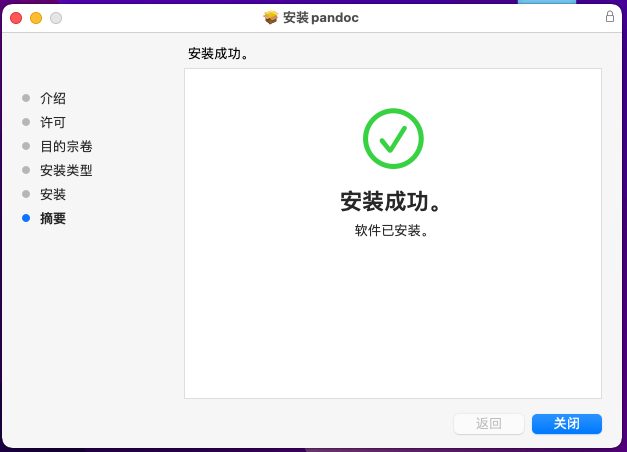 安装 pandoc
安装成功。
介绍
许可
目的宗卷
安装类型
安装
摘要
安装成功。
软件已安装。
返回
关闭